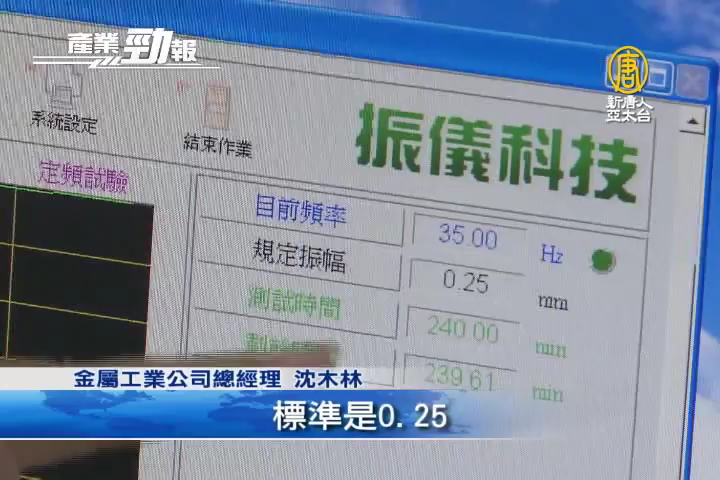 產業勁報
唐
新唐人
亞太台
系統設定
結束作業
振儀科技
定頻試驗
目前頻率 35.00 Hz
規定振幅 0.25 mm
測試時間 240.00 min
239.61 min
金屬工業公司總經理 沈木林
標準是0.25